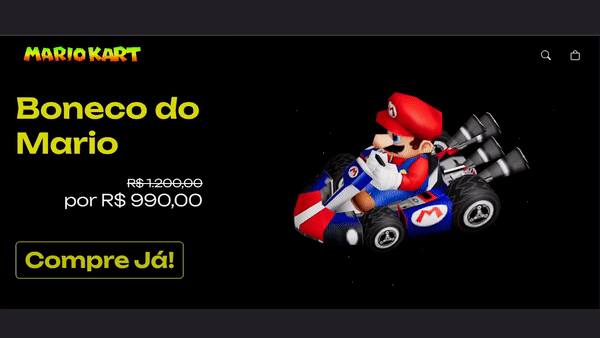 MARIO KART
Boneco do
Mario
R$ 1.200,00
por R$ 990,00
Compre Já!
M
M